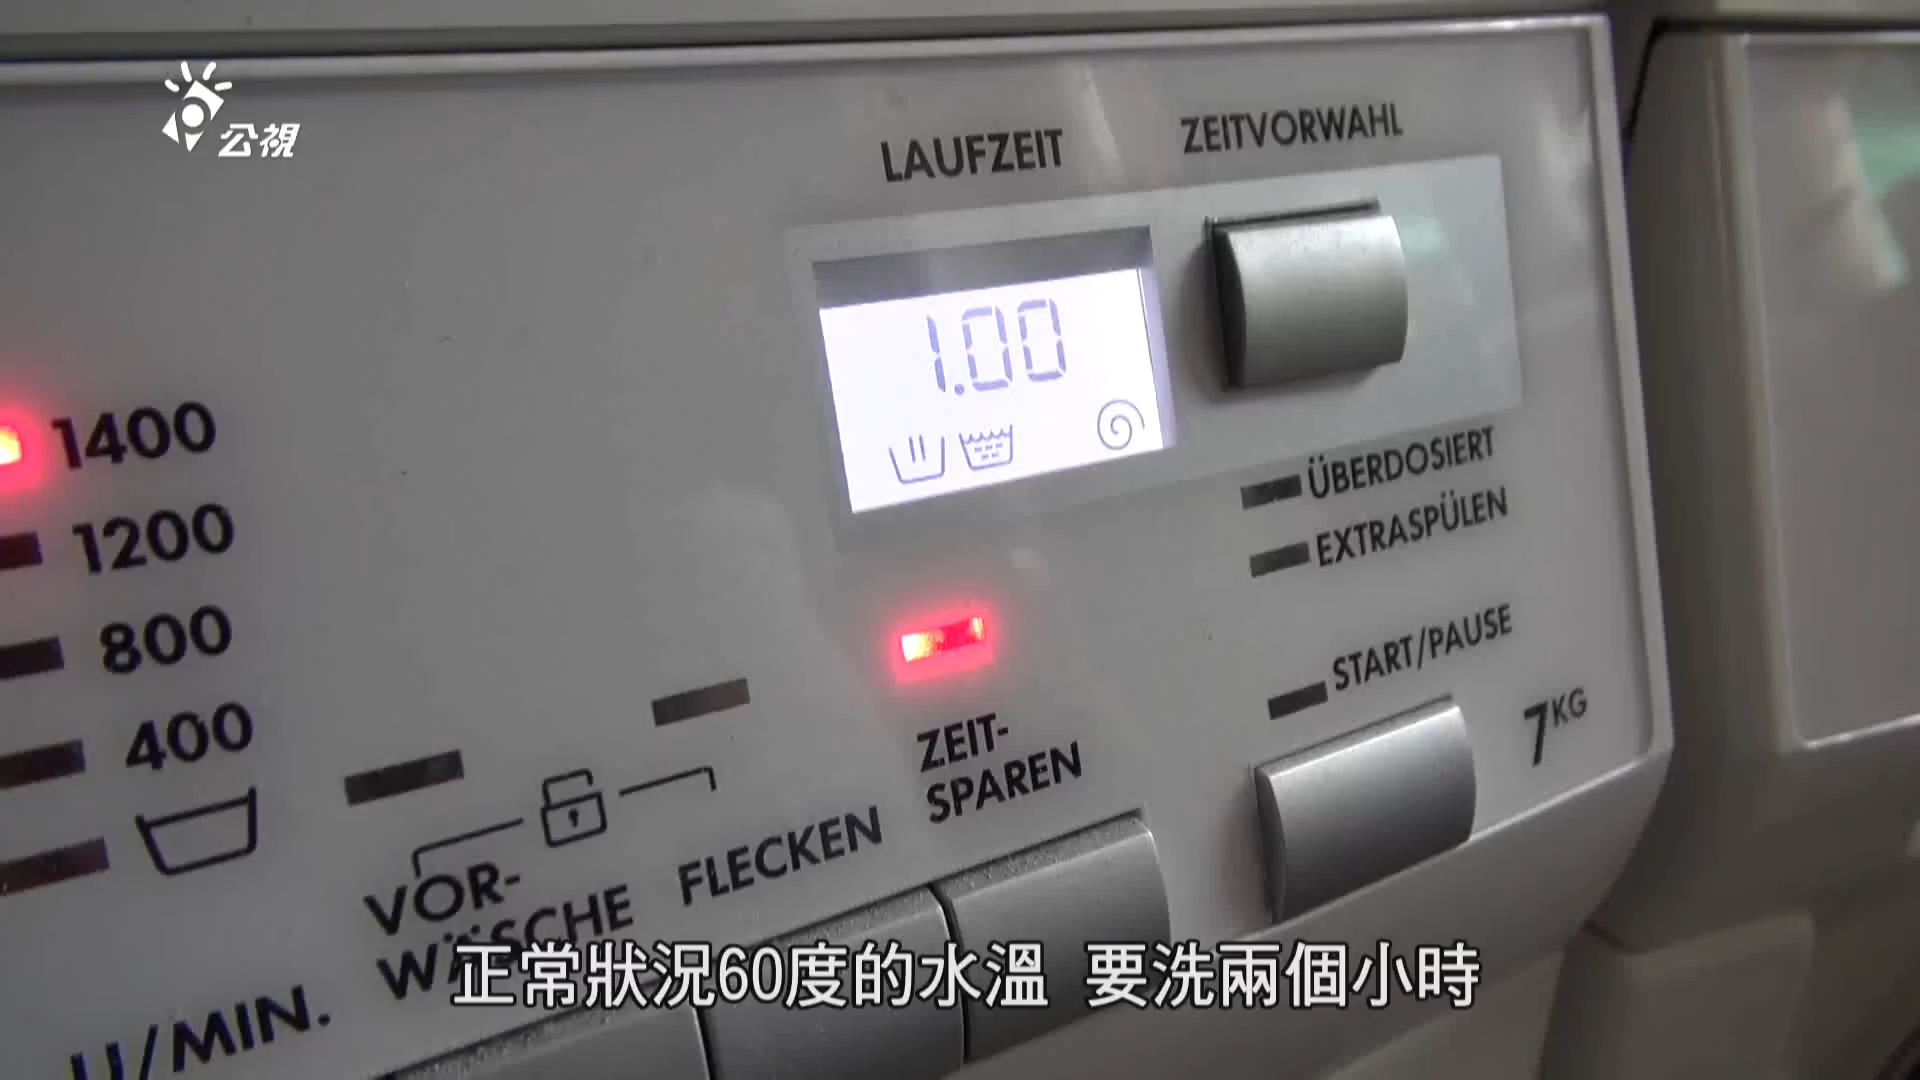 公視
LAUFZEIT
ZEITVORWAHL
1.00
1400
1200
800
400
ÜBERDOSIERT
EXTRASPÜLEN
START/PAUSE
7KG
ZEIT-
SPAREN
FLECKEN
VOR-
WÄSCHE
U/MIN.
正常狀況60度的水溫 要洗兩個小時